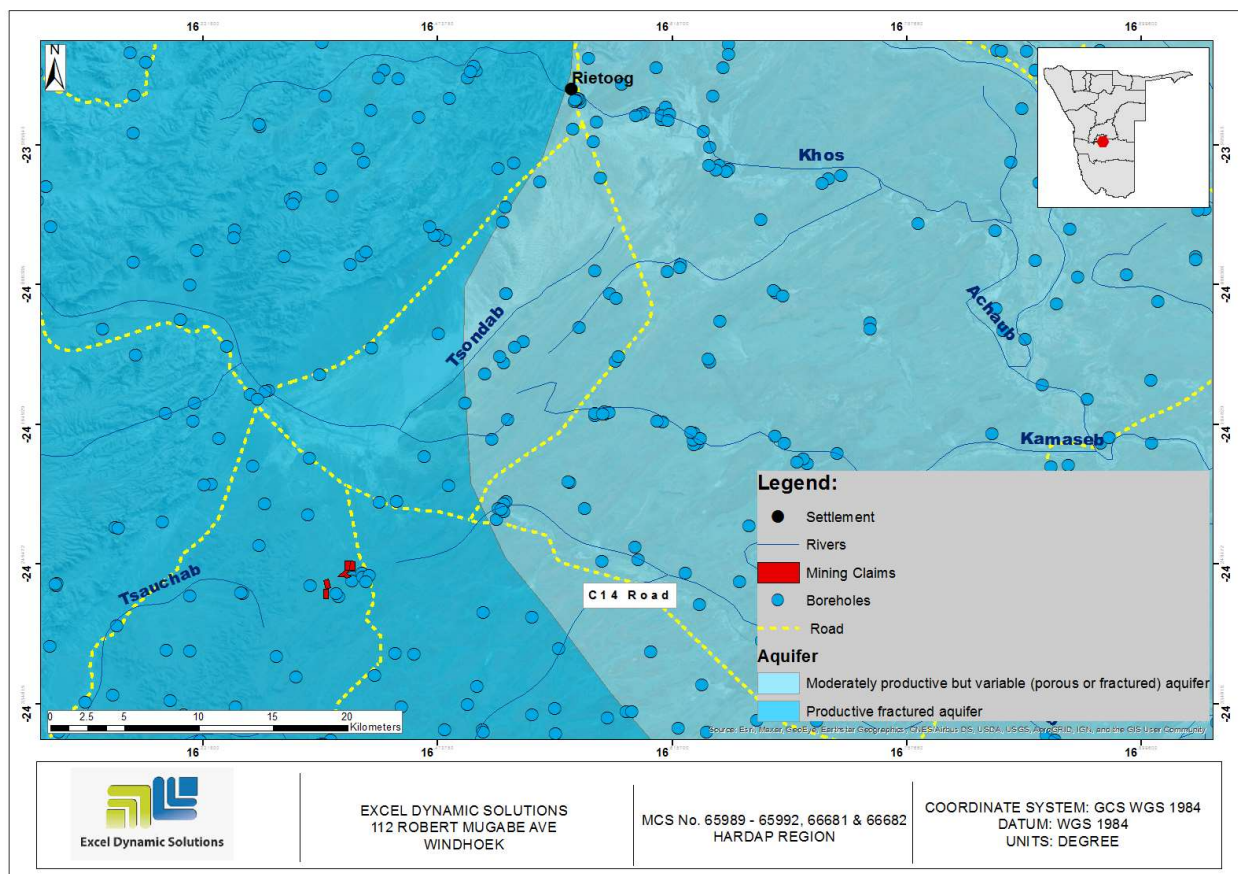 16 16 16 16 16
N
Rietoog
Khos
-23
-23
-24
-24
Achaub
Tsondab
-24
-24
Kamaseb
Legend:
Settlement
Rivers
Mining Claims
Boreholes
Road
Aquifer
Moderately productive but variable (porous or fractured) aquifer
Productive fractured aquifer
-24
-24
Tsauchab
C14 Road
-24
-24
0 2.5 5 10 15 20
Kilometers
Source: Esri, Maxar, GeoEye, Earthstar Geographics, CNES/Airbus DS, USDA, USGS, AeroGRID, IGN, and the GIS User Community
16 16 16 16 16
Excel Dynamic Solutions
EXCEL DYNAMIC SOLUTIONS
112 ROBERT MUGABE AVE
WINDHOEK
MCS No. 65989 - 65992, 66681 & 66682
HARDAP REGION
COORDINATE SYSTEM: GCS WGS 1984
DATUM: WGS 1984
UNITS: DEGREE